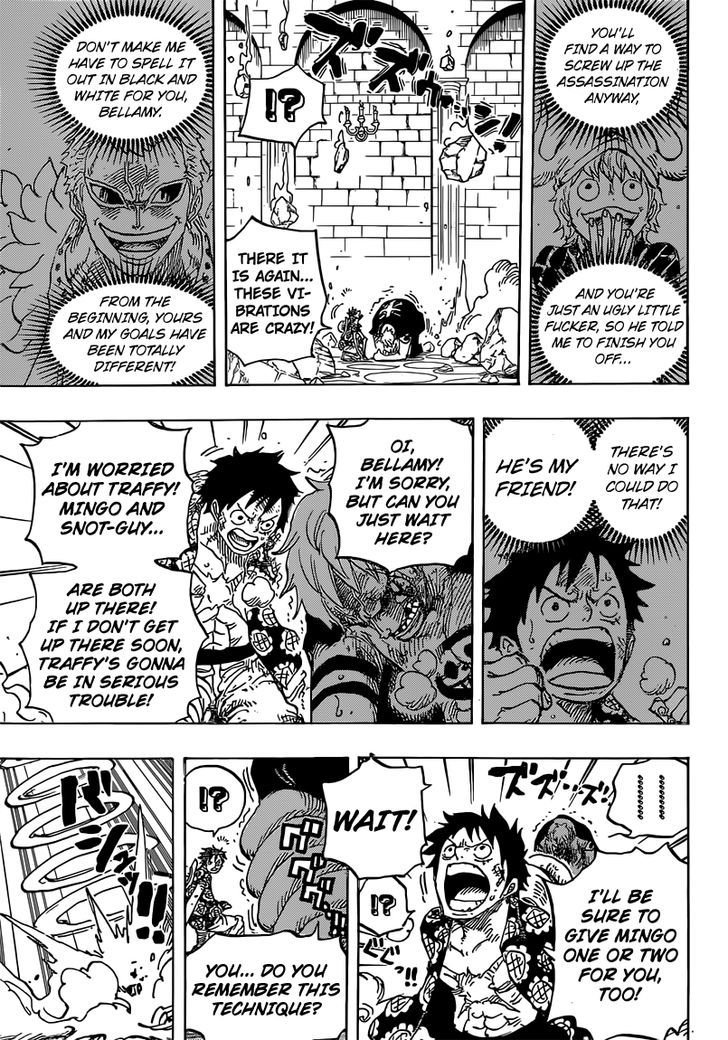 YOU'LL
FIND A WAY TO
SCREW UP THE
ASSASSINATION
ANYWAY,
AND YOU'RE
JUST AN UGLY LITTLE
FUCKER, SO HE TOLD
ME TO FINISH YOU
OFF...
!?
THERE
IT IS
AGAIN...
THESE VI-
BRATIONS
ARE CRAZY!
DON'T MAKE ME
HAVE TO SPELL IT
OUT IN BLACK AND
WHITE FOR YOU,
BELLAMY.
FROM THE
BEGINNING, YOURS
AND MY GOALS HAVE
BEEN TOTALLY
DIFFERENT!
THERE'S
NO WAY I
COULD DO
THAT!
HE'S MY
FRIEND!
OI,
BELLAMY!
I'M SORRY,
BUT CAN YOU
JUST WAIT
HERE?
I'M WORRIED
ABOUT TRAFFY!
MINGO AND
SNOT-GUY...
ARE BOTH
UP THERE!
IF I DON'T GET
UP THERE SOON,
TRAFFY'S GONNA
BE IN SERIOUS
TROUBLE!
I'LL BE
SURE TO
GIVE MINGO
ONE OR TWO
FOR YOU,
TOO!
WAIT!
!?
!?
YOU... DO YOU
REMEMBER THIS
TECHNIQUE?